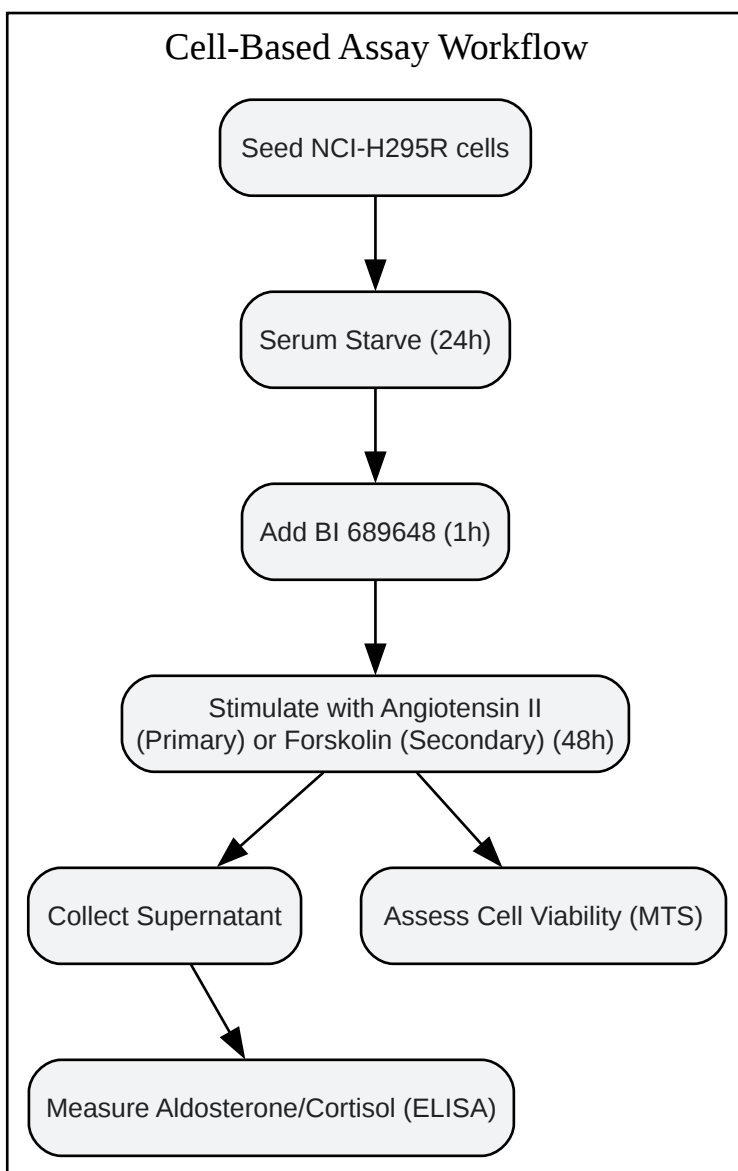 Cell-Based Assay Workflow
Seed NCI-H295R cells
Serum Starve (24h)
Add BI 689648 (1h)
Stimulate with Angiotensin II
(Primary) or Forskolin (Secondary) (48h)
Collect Supernatant
Assess Cell Viability (MTS)
Measure Aldosterone/Cortisol (ELISA)